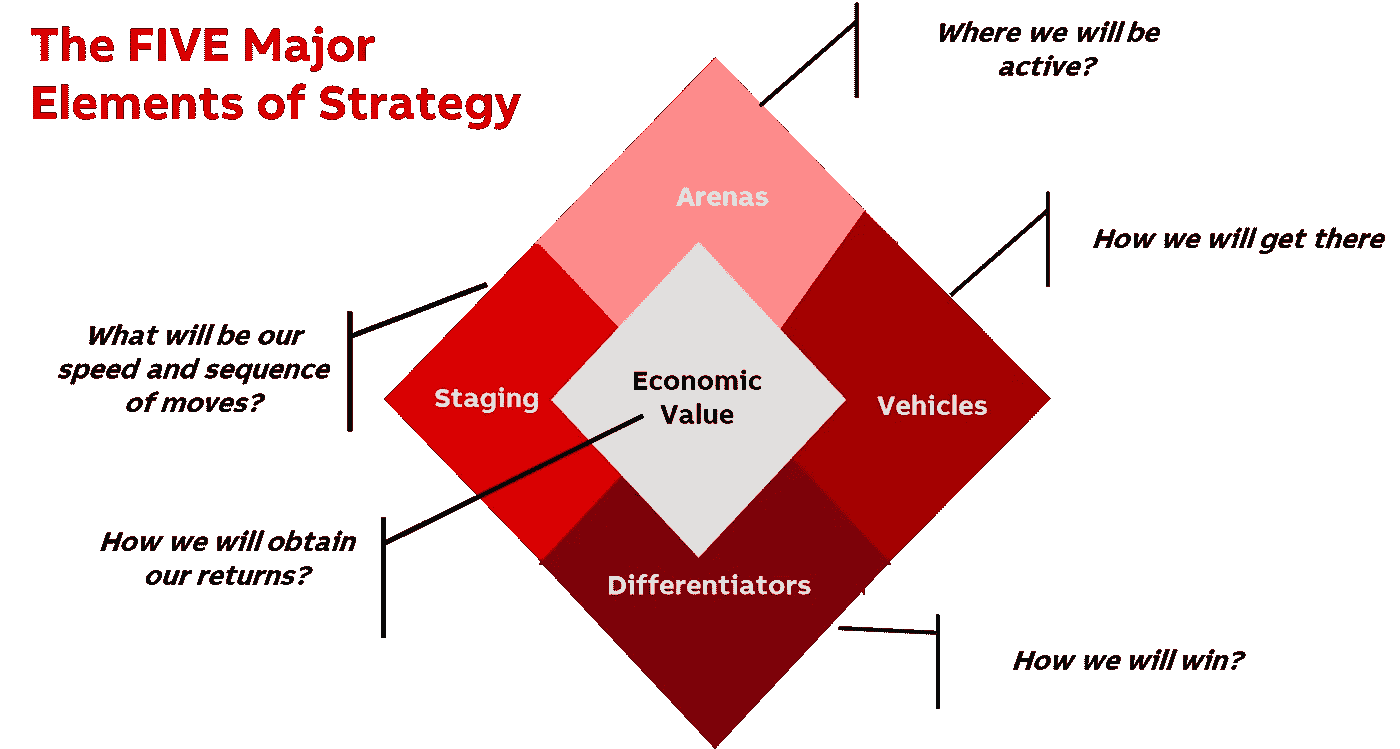 The FIVE Major
Elements of Strategy
Where we will be
active?
Arenas
How we will get there
What will be our
speed and sequence
of moves?
Staging
Economic
Value
Vehicles
How we will obtain
our returns?
Differentiators
How we will win?